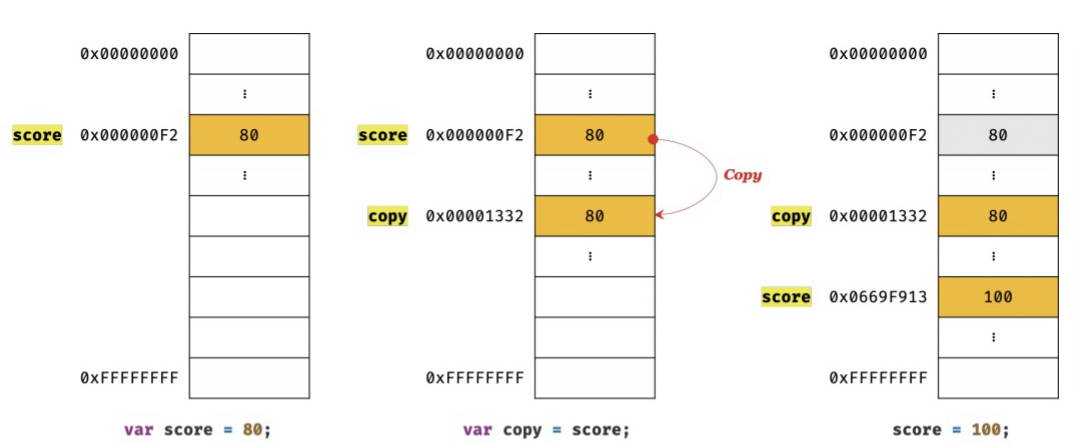 0x00000000
⋮
score 0x000000F2 80
⋮
0xFFFFFFFF
var score = 80;
0x00000000
⋮
score 0x000000F2 80
⋮
Copy
copy 0x00001332 80
⋮
0xFFFFFFFF
var copy = score;
0x00000000
⋮
0x000000F2 80
⋮
copy 0x00001332 80
⋮
score 0x0669F913 100
⋮
0xFFFFFFFF
score = 100;